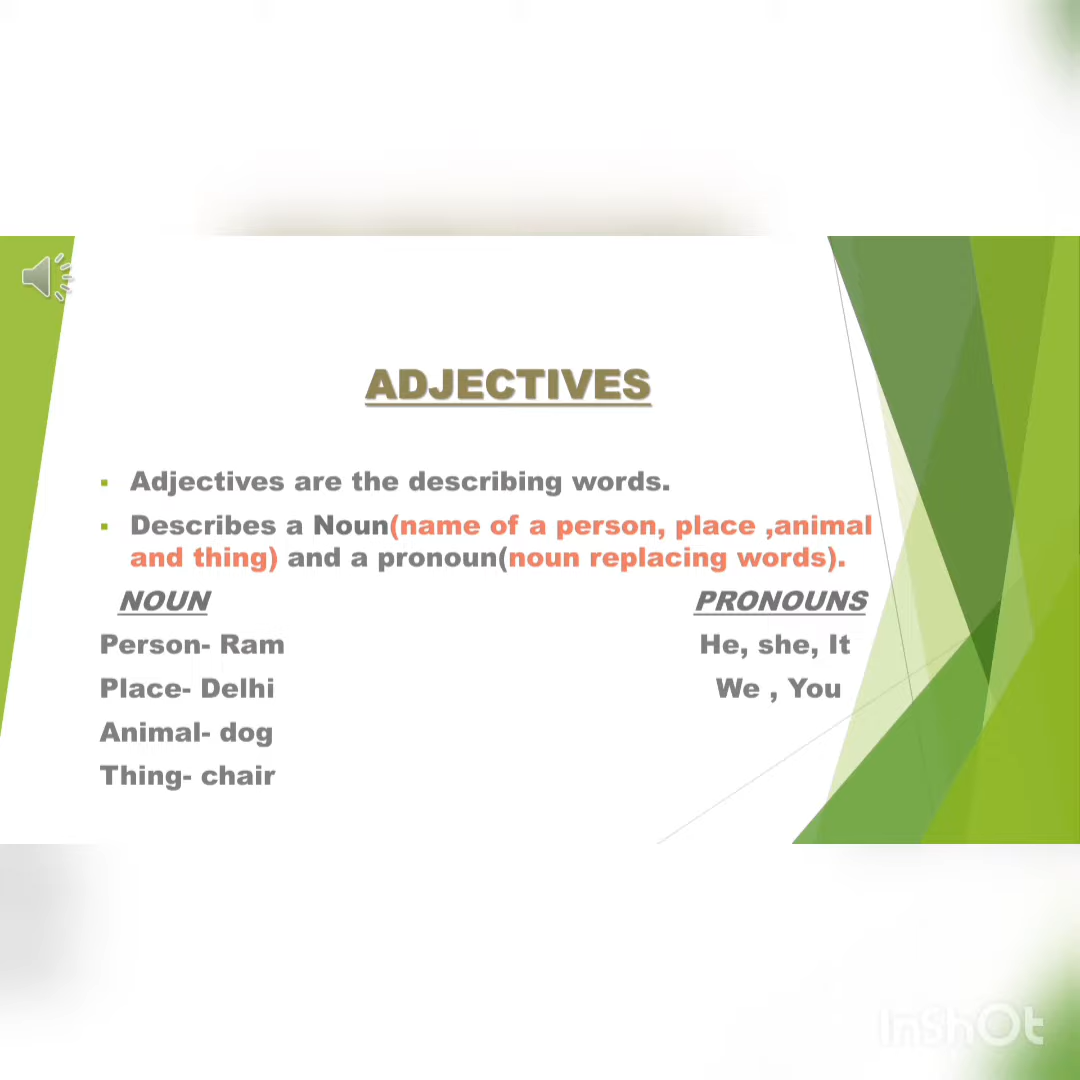 ADJECTIVES
▪ Adjectives are the describing words.
▪ Describes a Noun(name of a person, place ,animal
and thing) and a pronoun(noun replacing words).
NOUN PRONOUNS
Person- Ram He, she, It
Place- Delhi We , You
Animal- dog
Thing- chair
InShOt